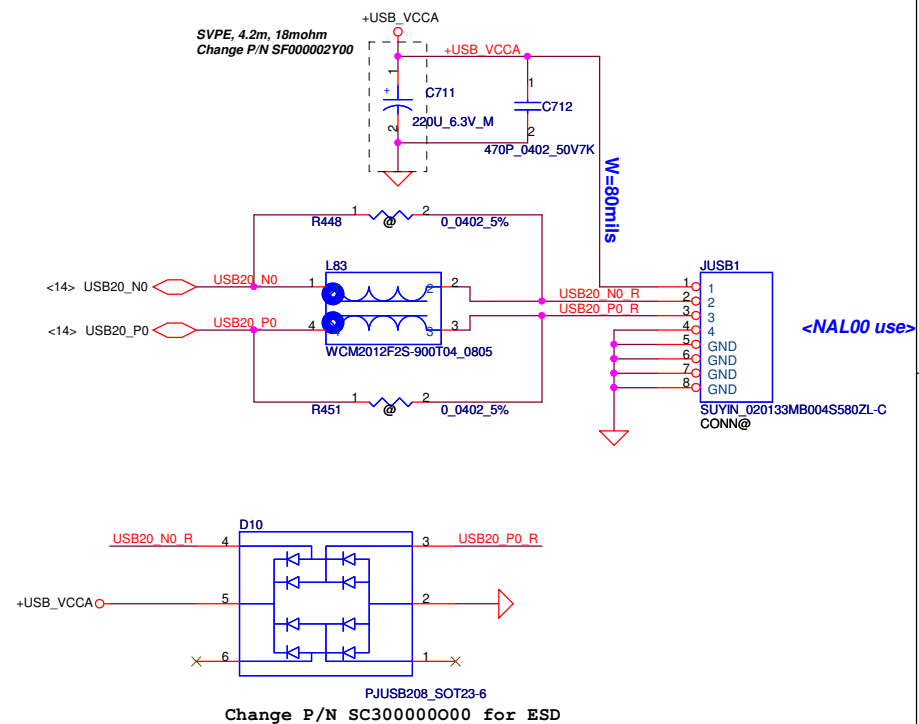 +USB_VCCA
SVPE, 4.2m, 18mohm
Change P/N SF000002Y00
+USB_VCCA
1
+
C711
2
220U_6.3V_M
1
C712
2
470P_0402_50V7K
W=80mils
1
2
R448
@
0_0402_5%
L83
JUSB1
<14> USB20_N0
USB20_N0
1
2
2
USB20_N0_R
USB20_P0_R
<14> USB20_P0
USB20_P0
4
3
3
WCM2012F2S-900T04_0805
1 1
2 2
3 3
4 4
5 GND
6 GND
7 GND
8 GND
<NAL00 use>
SUYIN_020133MB004S580ZL-C
CONN@
1
2
R451
@
0_0402_5%
D10
USB20_N0_R
4
3
USB20_P0_R
+USB_VCCA
5
2
6
1
PJUSB208_SOT23-6
Change P/N SC300000O00 for ESD